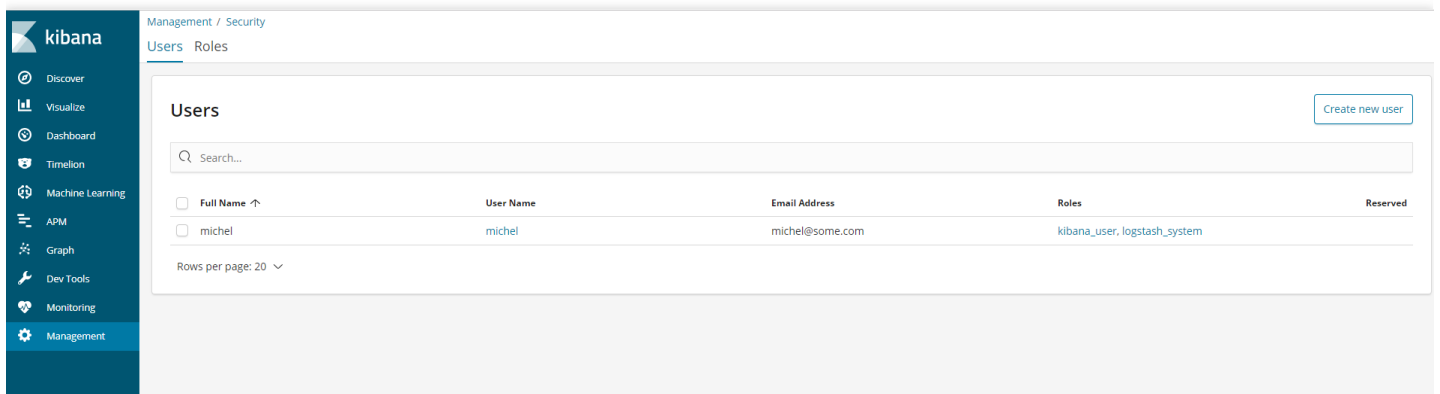 kibana
Discover
Visualize
Dashboard
Timelion
Machine Learning
APM
Graph
Dev Tools
Monitoring
Management
Management / Security
Users Roles
Users
Create new user
Search...
Full Name User Name Email Address Roles Reserved
michel michel michel@some.com kibana_user, logstash_system
Rows per page: 20